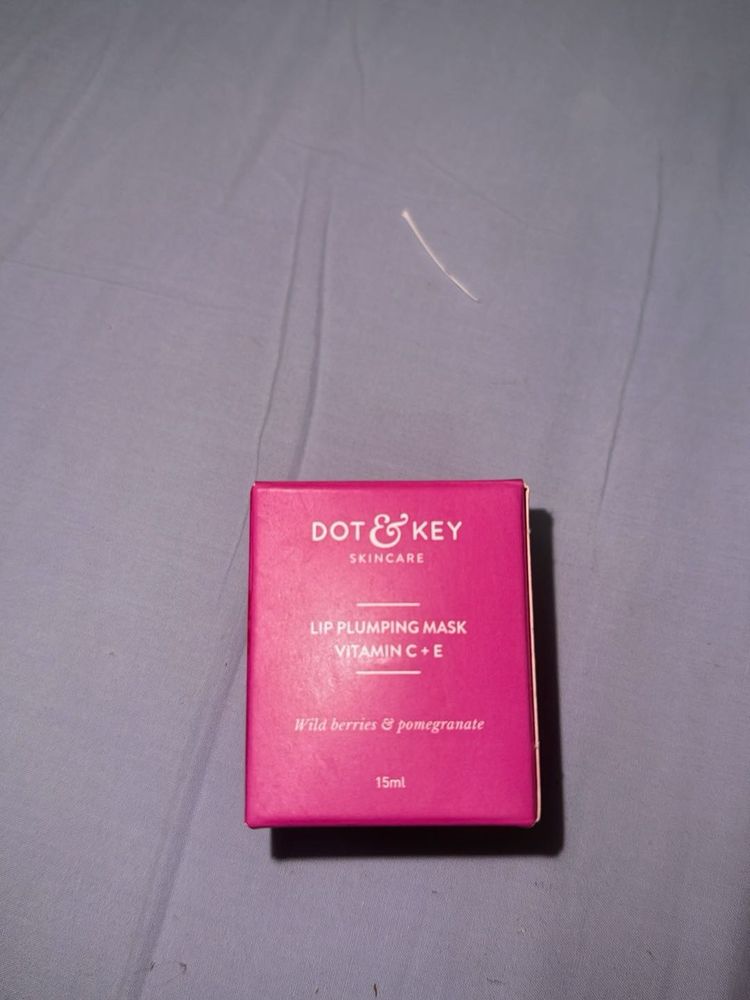 DOT & KEY
SKINCARE
LIP PLUMPING MASK
VITAMIN C + E
Wild berries & pomegranate
15ml